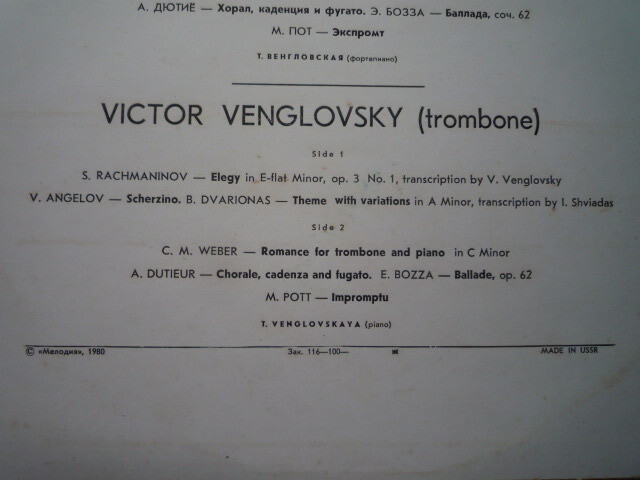 А. ДЮТИЁ — Хорал, каденция и фугато. Э. БОЗЗА — Баллада, соч. 62
М. ПОТ — Экспромт
Т. ВЕНГЛОВСКАЯ (фортепиано)
VICTOR VENGLOVSKY (trombone)
Side 1
S. RACHMANINOV — Elegy in E-flat Minor, op. 3 No. 1, transcription by V. Venglovsky
V. ANGELOV — Scherzino. B. DVARIONAS — Theme with variations in A Minor, transcription by I. Shviadas
Side 2
C. M. WEBER — Romance for trombone and piano in C Minor
A. DUTIEUR — Chorale, cadenza and fugato. E. BOZZA — Ballade, op. 62
M. POTT — Impromptu
T. VENGLOVSKAYA (piano)
© «Мелодия», 1980 Зак. 116—100— MADE IN USSR